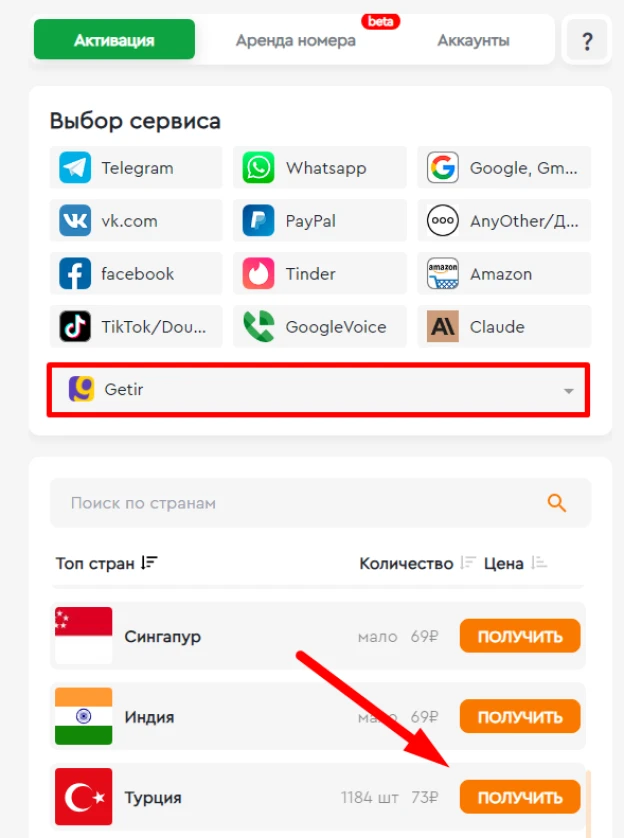 beta
Активация Аренда номера Аккаунты ?
Выбор сервиса
Telegram Whatsapp Google, Gm...
vk.com PayPal AnyOther/Д...
facebook amazon Tinder Amazon
TikTok/Dou... GoogleVoice Claude
Getir
Поиск по странам
Топ стран Количество Цена
Сингапур мало 69₽ ПОЛУЧИТЬ
Индия мало 69₽ ПОЛУЧИТЬ
Турция 1184 шт 73₽ ПОЛУЧИТЬ